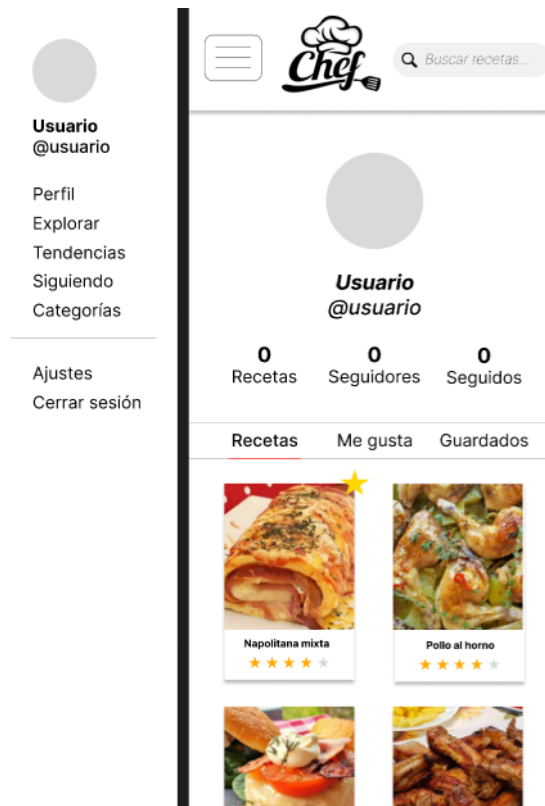 Usuario
@usuario
Perfil
Explorar
Tendencias
Siguiendo
Categorías
Ajustes
Cerrar sesión
Chef
Buscar recetas...
Usuario
@usuario
0 0 0
Recetas Seguidores Seguidos
Recetas Me gusta Guardados
Napolitana mixta Pollo al horno